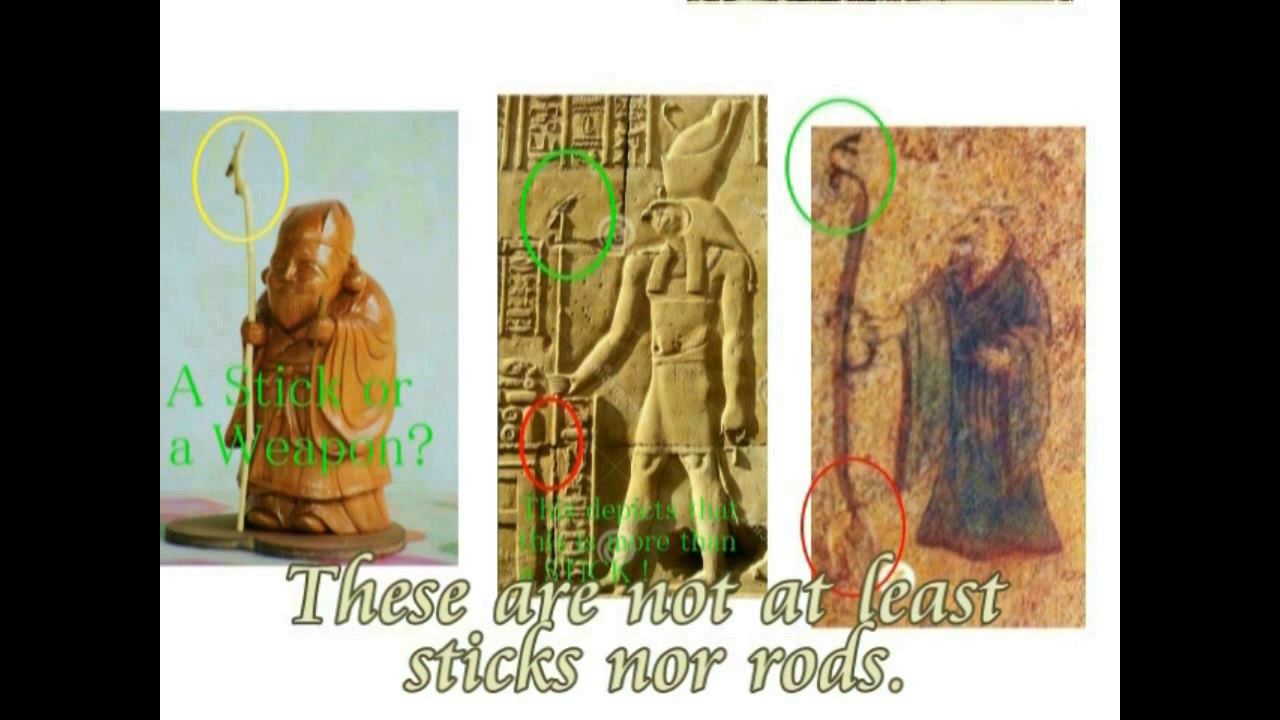 A Stick or
a Weapon?
This depicts that
this is more than
a STICK !
These are not at least
sticks nor rods.